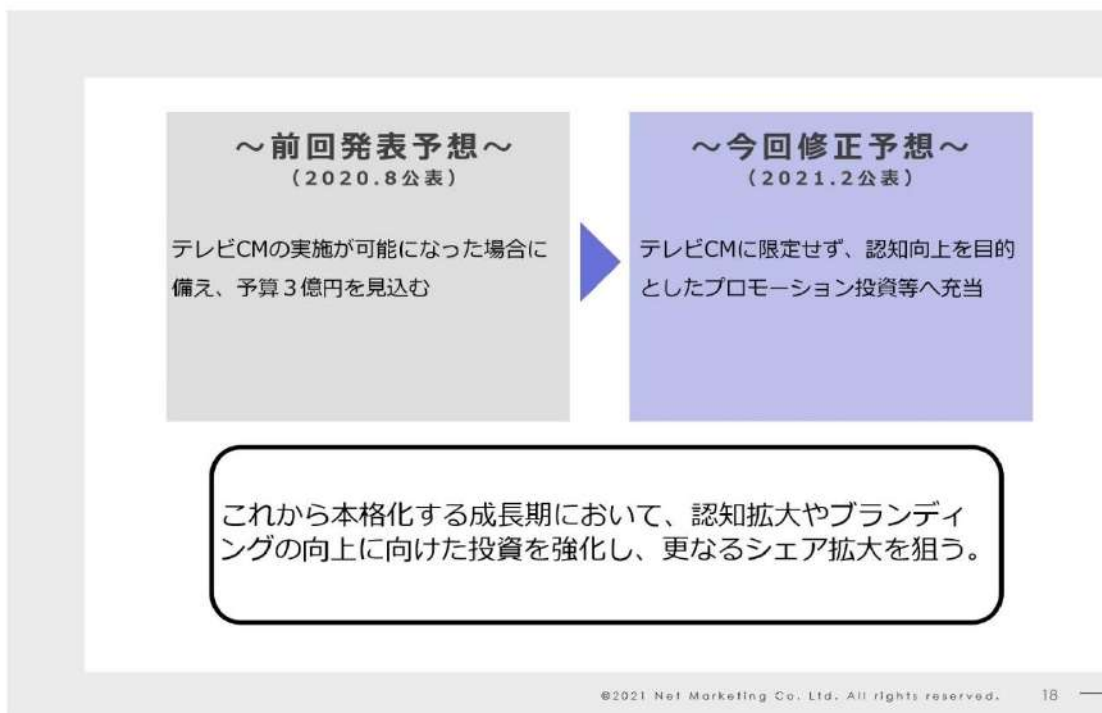 ～前回発表予想～
（2020.8公表）
テレビCMの実施が可能になった場合に
備え、予算３億円を見込む
～今回修正予想～
（2021.2公表）
テレビCMに限定せず、認知向上を目的
としたプロモーション投資等へ充当
これから本格化する成長期において、認知拡大やブランディ
ングの向上に向けた投資を強化し、更なるシェア拡大を狙う。
©2021 Net Marketing Co. Ltd. All rights reserved. 18